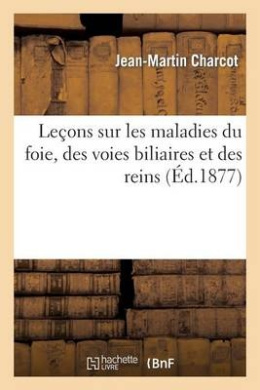 Jean-Martin Charcot
Leçons sur les maladies du foie, des voies biliaires et des reins (Éd.1877)
hachette
LIVRE
{BnF